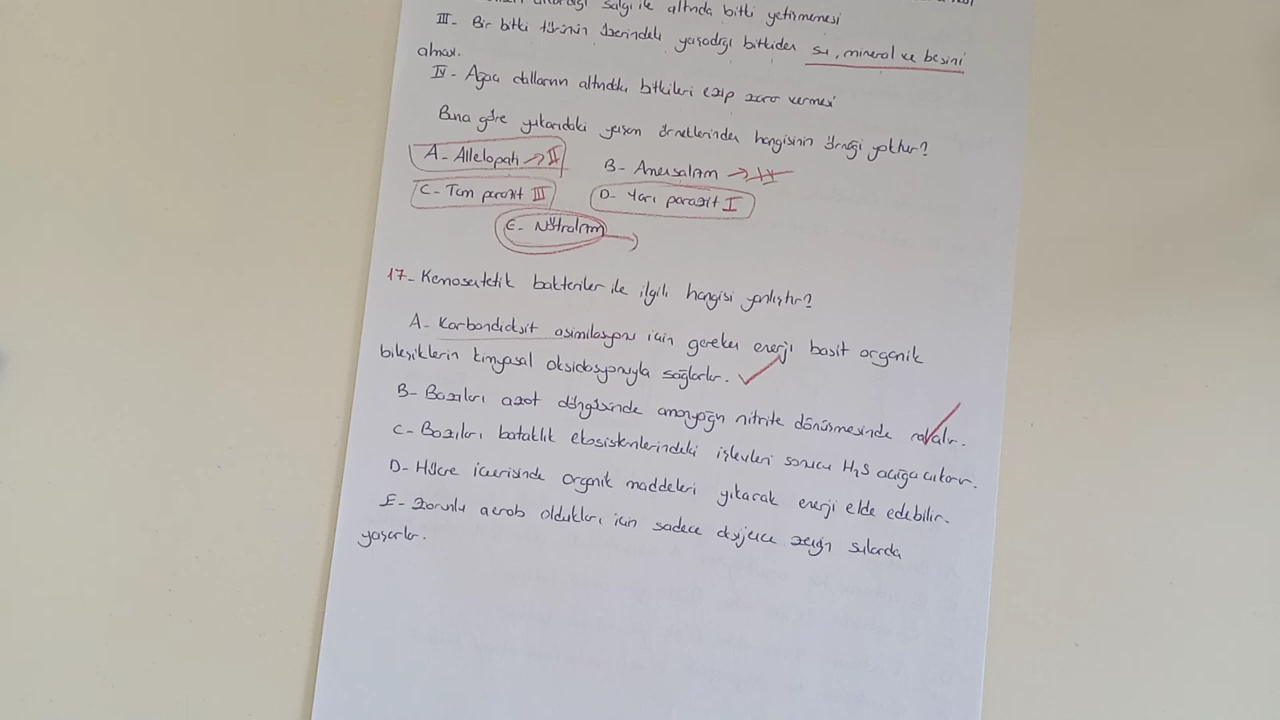 salgı ile altında bitki yetişmemesi
III- Bir bitki türünün üzerindeki yaşadığı bitkiden su, mineral ve besini
alması.
IV- Ağaç dallarının altındaki bitkileri ezip zarar vermesi
Buna göre yukarıdaki yaşam örneklerinden hangisinin örneği yoktur?
A- Allelopati → II
B- Amensalizm →
C- Tam parazit III
D- Yarı parazit I
E- Nötralizm
17- Kemosentetik bakteriler ile ilgili hangisi yanlıştır?
A- Karbondioksit asimilasyonu için gereken enerji basit organik
bileşiklerin kimyasal oksidasyonuyla sağlarlar.
B- Bazıları azot döngüsünde amonyağın nitrite dönüşmesinde rol alır.
C- Bazıları bataklık ekosistemlerindeki işlevleri sonucu H₂S açığa çıkarır.
D- Hücre içerisinde organik maddeleri yıkarak enerji elde edebilir.
E- Zorunlu aerob oldukları için sadece oksijence zengin sularda
yaşarlar.